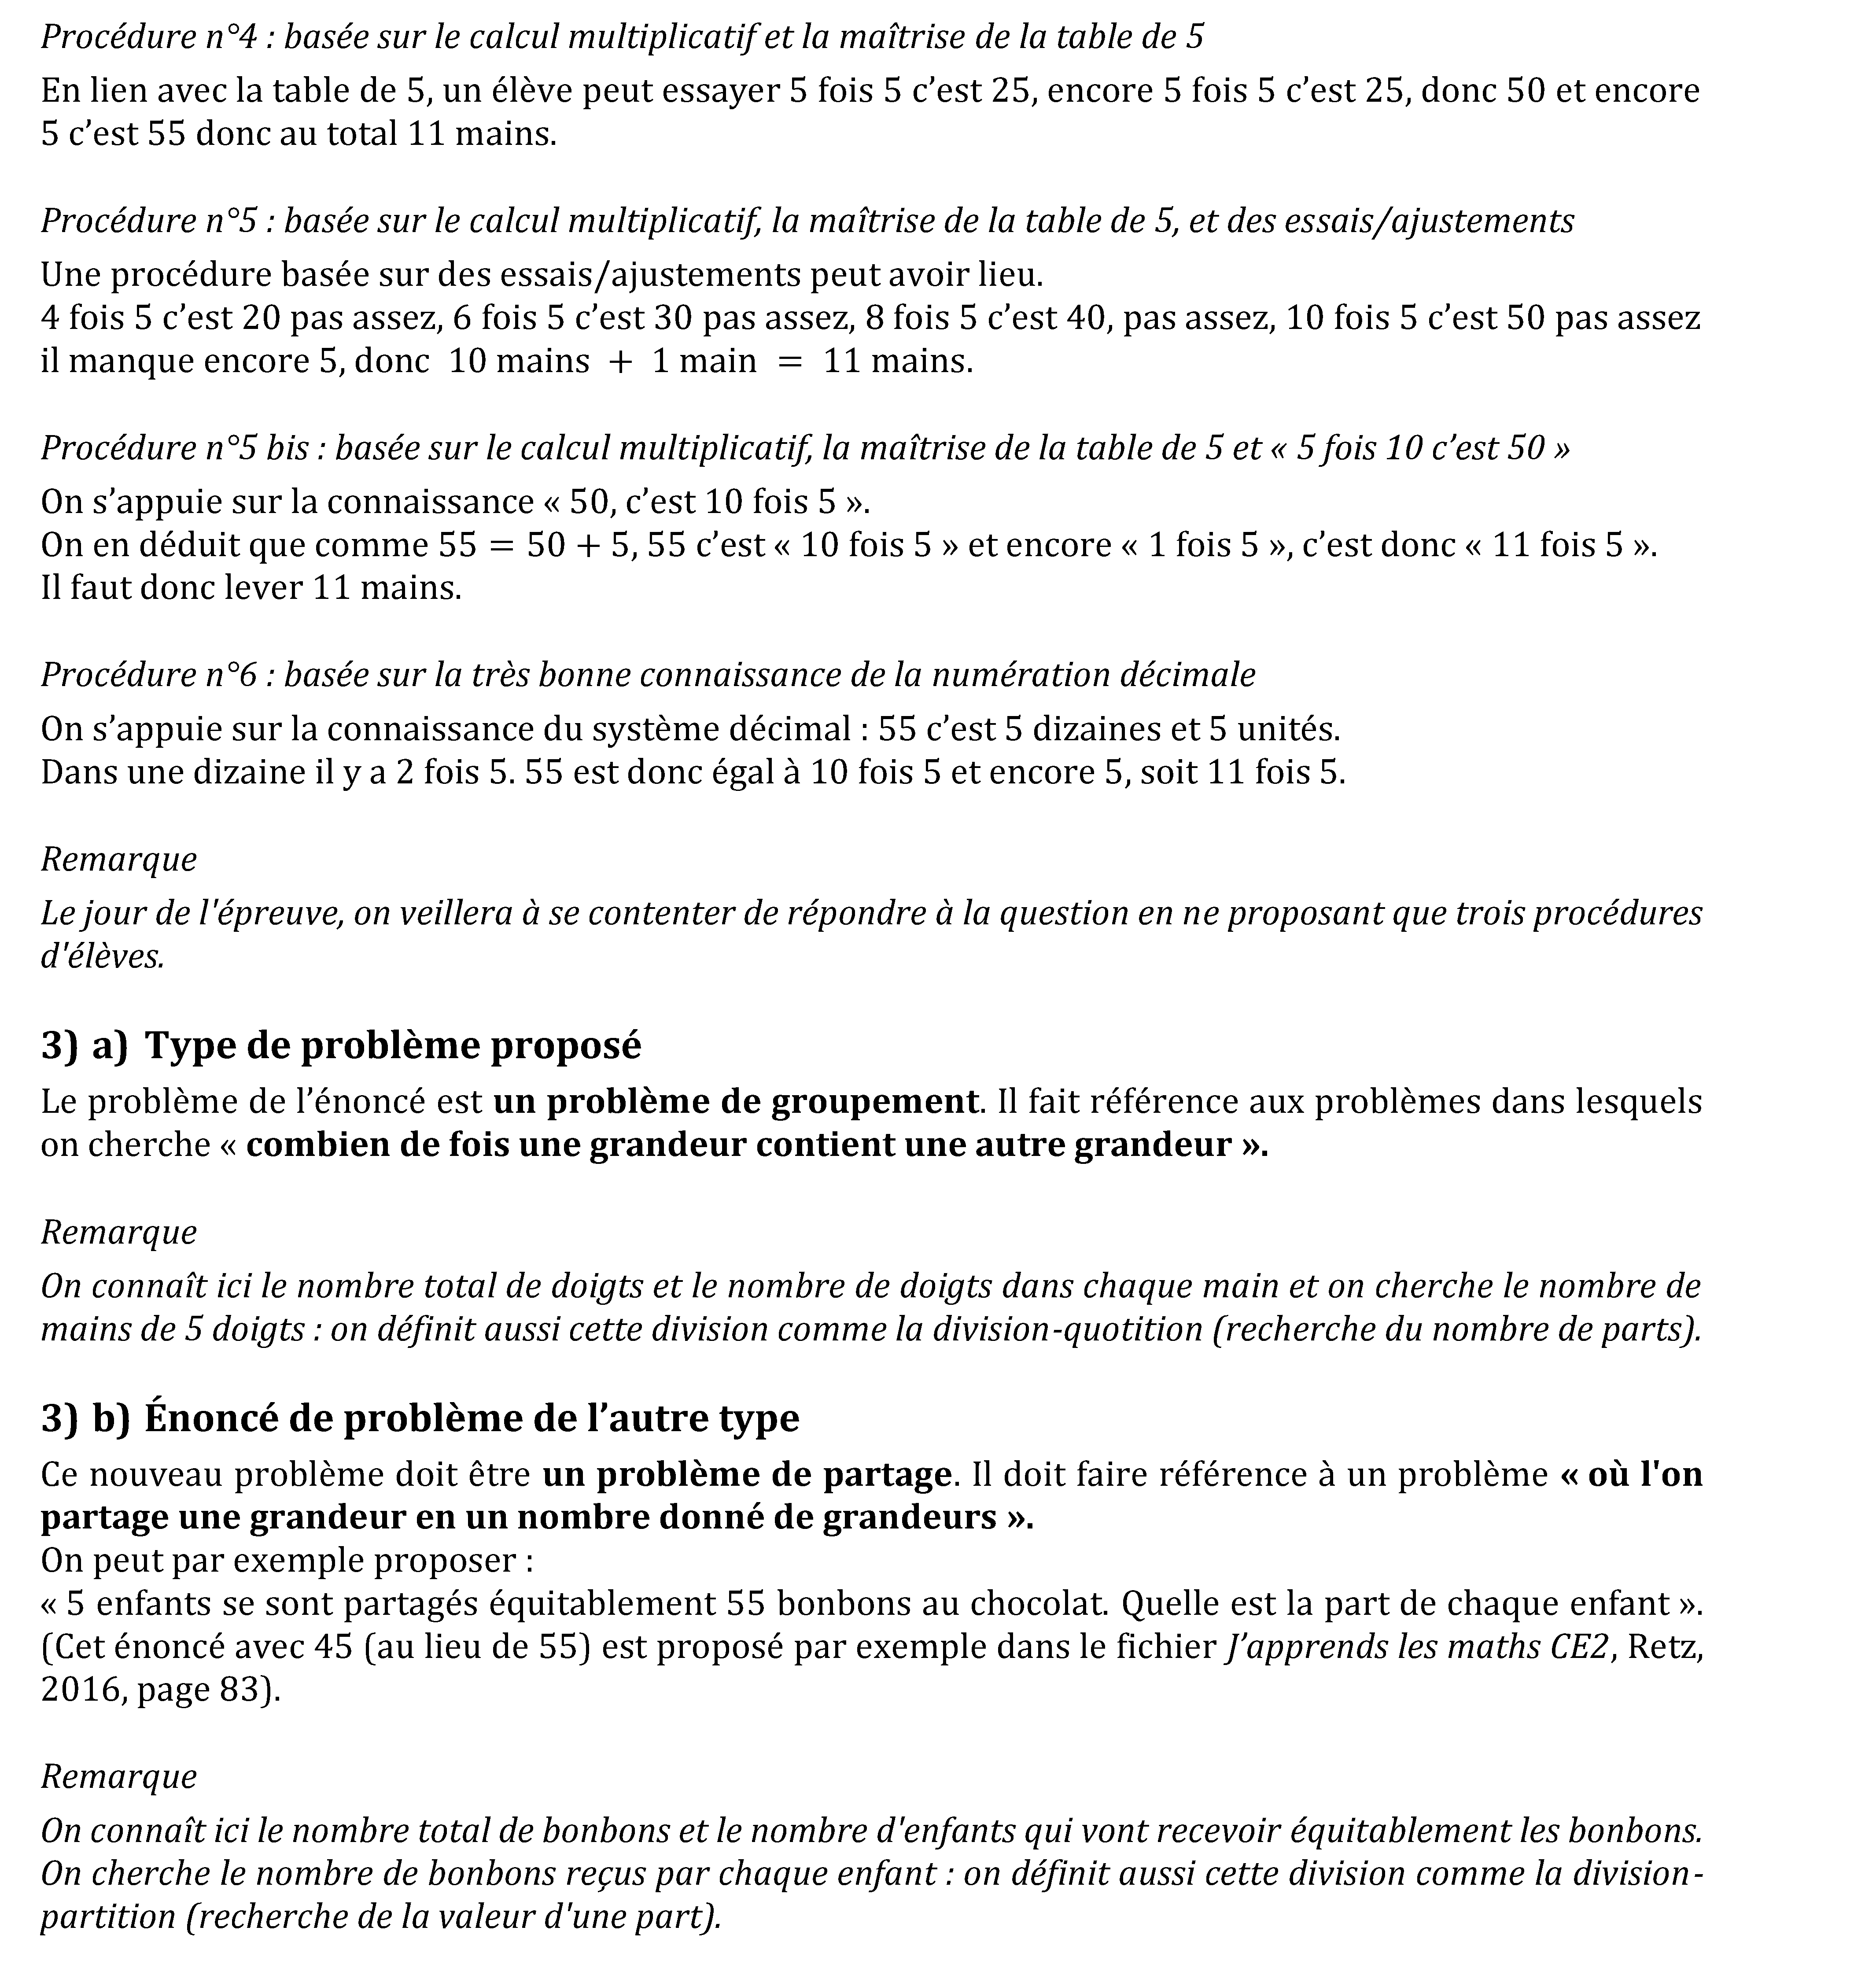 Procédure n°4 : basée sur le calcul multiplicatif et la maîtrise de la table de 5
En lien avec la table de 5, un élève peut essayer 5 fois 5 c’est 25, encore 5 fois 5 c’est 25, donc 50 et encore
5 c’est 55 donc au total 11 mains.
Procédure n°5 : basée sur le calcul multiplicatif, la maîtrise de la table de 5, et des essais/ajustements
Une procédure basée sur des essais/ajustements peut avoir lieu.
4 fois 5 c’est 20 pas assez, 6 fois 5 c’est 30 pas assez, 8 fois 5 c’est 40, pas assez, 10 fois 5 c’est 50 pas assez
il manque encore 5, donc 10 mains + 1 main = 11 mains.
Procédure n°5 bis : basée sur le calcul multiplicatif, la maîtrise de la table de 5 et « 5 fois 10 c’est 50 »
On s’appuie sur la connaissance « 50, c’est 10 fois 5 ».
On en déduit que comme 55 = 50 + 5, 55 c’est « 10 fois 5 » et encore « 1 fois 5 », c’est donc « 11 fois 5 ».
Il faut donc lever 11 mains.
Procédure n°6 : basée sur la très bonne connaissance de la numération décimale
On s’appuie sur la connaissance du système décimal : 55 c’est 5 dizaines et 5 unités.
Dans une dizaine il y a 2 fois 5. 55 est donc égal à 10 fois 5 et encore 5, soit 11 fois 5.
Remarque
Le jour de l'épreuve, on veillera à se contenter de répondre à la question en ne proposant que trois procédures
d'élèves.
3) a) Type de problème proposé
Le problème de l’énoncé est un problème de groupement. Il fait référence aux problèmes dans lesquels
on cherche « combien de fois une grandeur contient une autre grandeur ».
Remarque
On connaît ici le nombre total de doigts et le nombre de doigts dans chaque main et on cherche le nombre de
mains de 5 doigts : on définit aussi cette division comme la division-quotition (recherche du nombre de parts).
3) b) Énoncé de problème de l’autre type
Ce nouveau problème doit être un problème de partage. Il doit faire référence à un problème « où l'on
partage une grandeur en un nombre donné de grandeurs ».
On peut par exemple proposer :
« 5 enfants se sont partagés équitablement 55 bonbons au chocolat. Quelle est la part de chaque enfant ».
(Cet énoncé avec 45 (au lieu de 55) est proposé par exemple dans le fichier J’apprends les maths CE2, Retz,
2016, page 83).
Remarque
On connaît ici le nombre total de bonbons et le nombre d'enfants qui vont recevoir équitablement les bonbons.
On cherche le nombre de bonbons reçus par chaque enfant : on définit aussi cette division comme la division-
partition (recherche de la valeur d'une part).